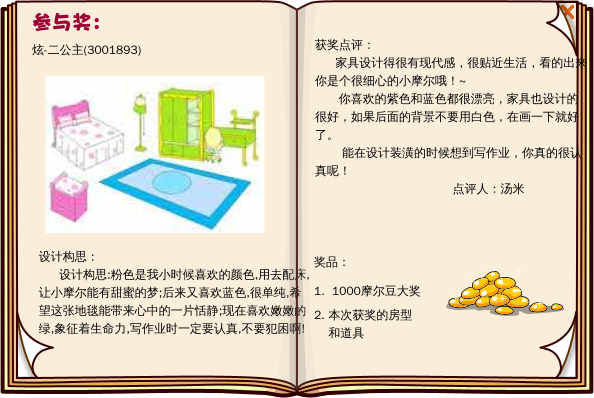 参与奖：
炫-二公主(3001893)
设计构思：
设计构思:粉色是我小时候喜欢的颜色,用去配床,
让小摩尔能有甜蜜的梦;后来又喜欢蓝色,很单纯,希
望这张地毯能带来心中的一片恬静;现在喜欢嫩嫩的
绿,象征着生命力,写作业时一定要认真,不要犯困啊!
获奖点评：
家具设计得很有现代感，很贴近生活，看的出来
你是个很细心的小摩尔哦！~
你喜欢的紫色和蓝色都很漂亮，家具也设计的
很好，如果后面的背景不要用白色，在画一下就好
了。
能在设计装潢的时候想到写作业，你真的很认
真呢！
点评人：汤米
奖品：
1. 1000摩尔豆大奖
2. 本次获奖的房型
和道具